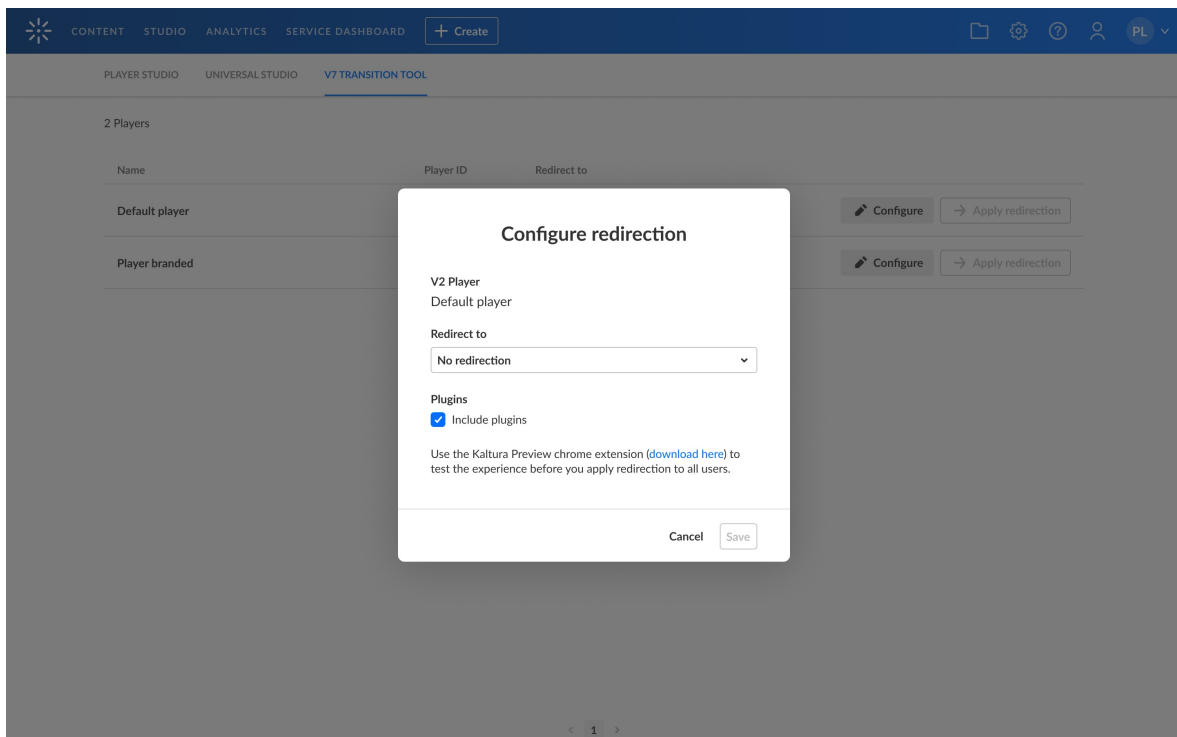 CONTENT STUDIO ANALYTICS SERVICE DASHBOARD + Create PL
PLAYER STUDIO UNIVERSAL STUDIO V7 TRANSITION TOOL
2 Players
Name Player ID Redirect to
Default player Configure → Apply redirection
Player branded Configure → Apply redirection
Configure redirection
V2 Player
Default player
Redirect to
No redirection
Plugins
Include plugins
Use the Kaltura Preview chrome extension (download here) to
test the experience before you apply redirection to all users.
Cancel Save
< 1 >